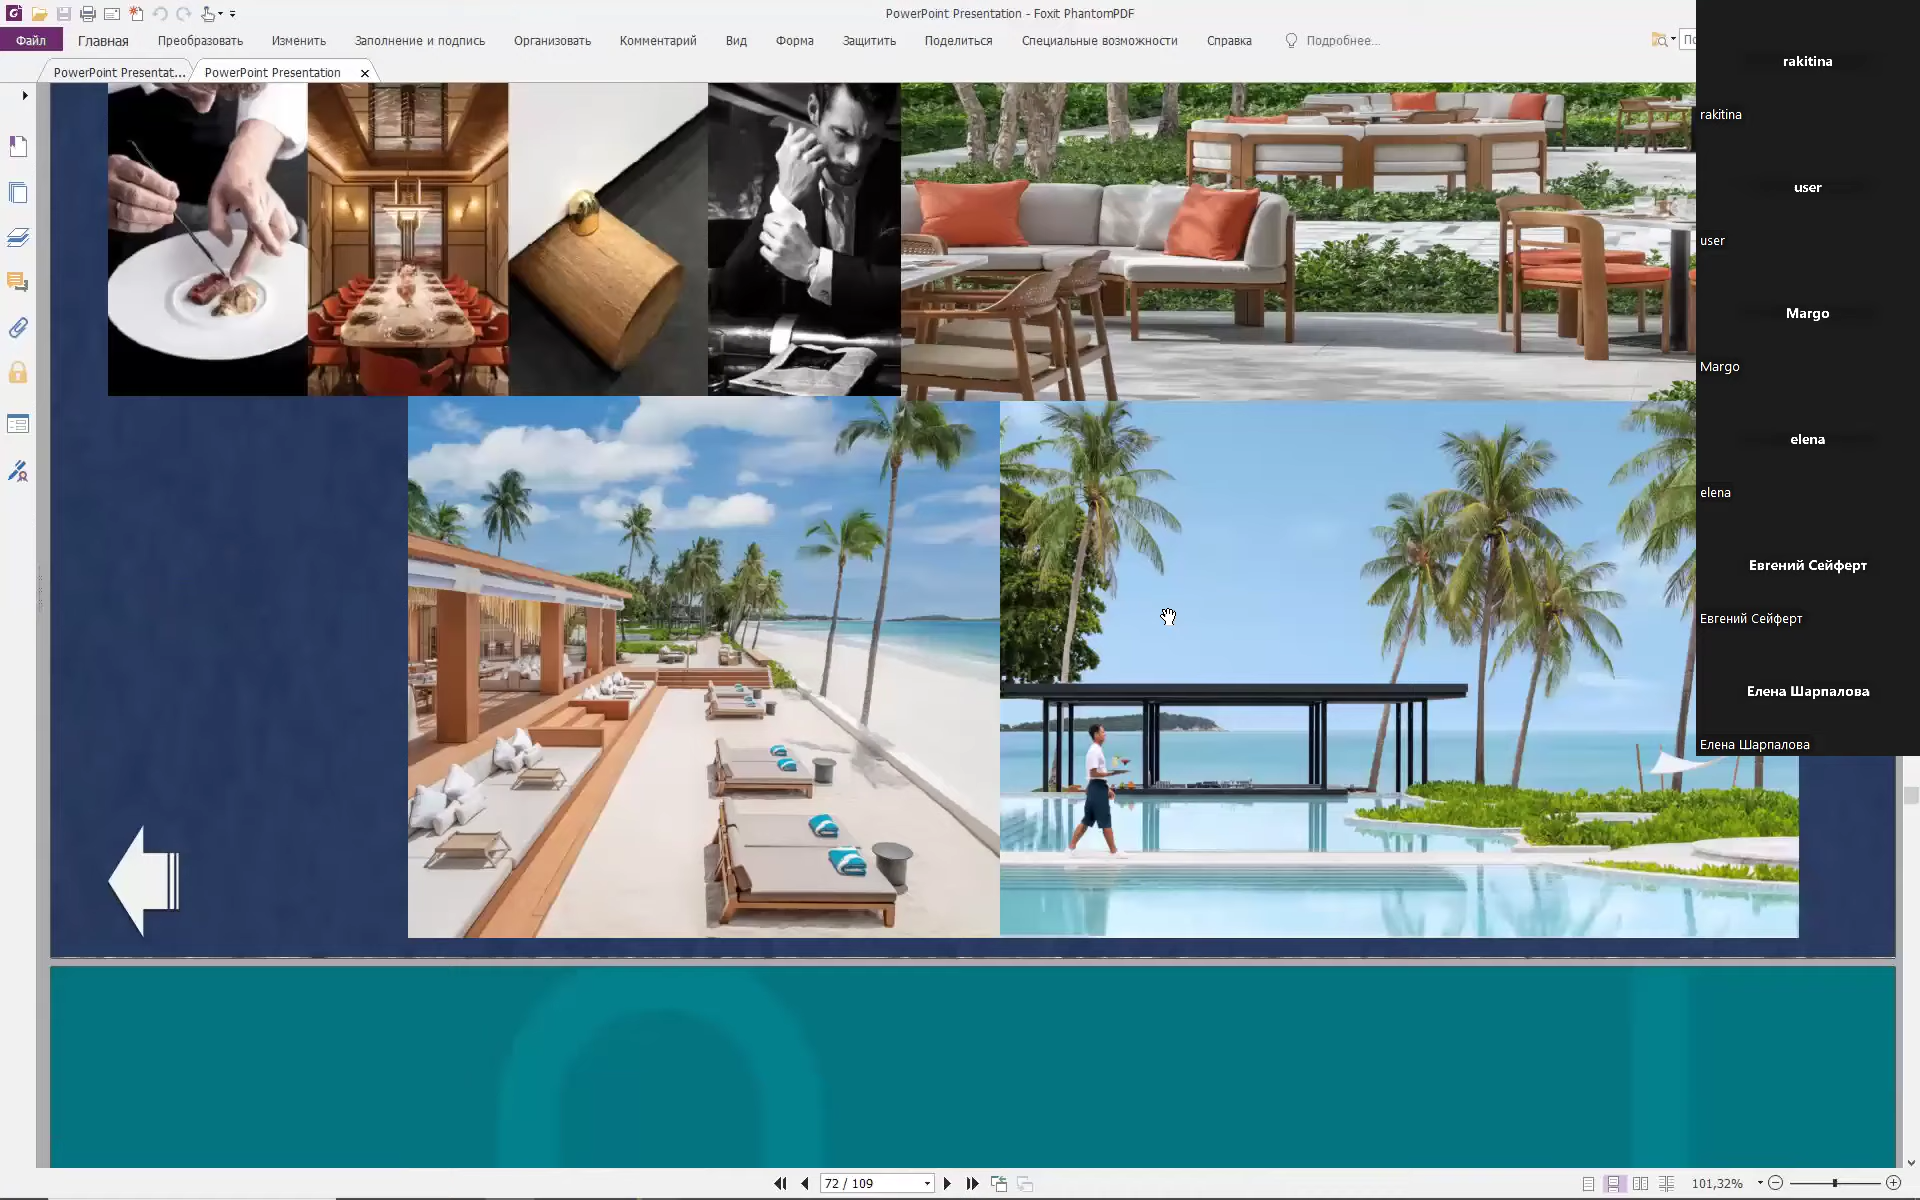 PowerPoint Presentation - Foxit PhantomPDF
Файл Главная Преобразовать Изменить Заполнение и подпись Организовать Комментарий Вид Форма Защитить Поделиться Специальные возможности Справка Подробнее...
PowerPoint Presentat... PowerPoint Presentation
rakitina
rakitina
user
user
Margo
Margo
elena
elena
Евгений Сейферт
Евгений Сейферт
Елена Шарпалова
Елена Шарпалова
72 / 109
101,32%